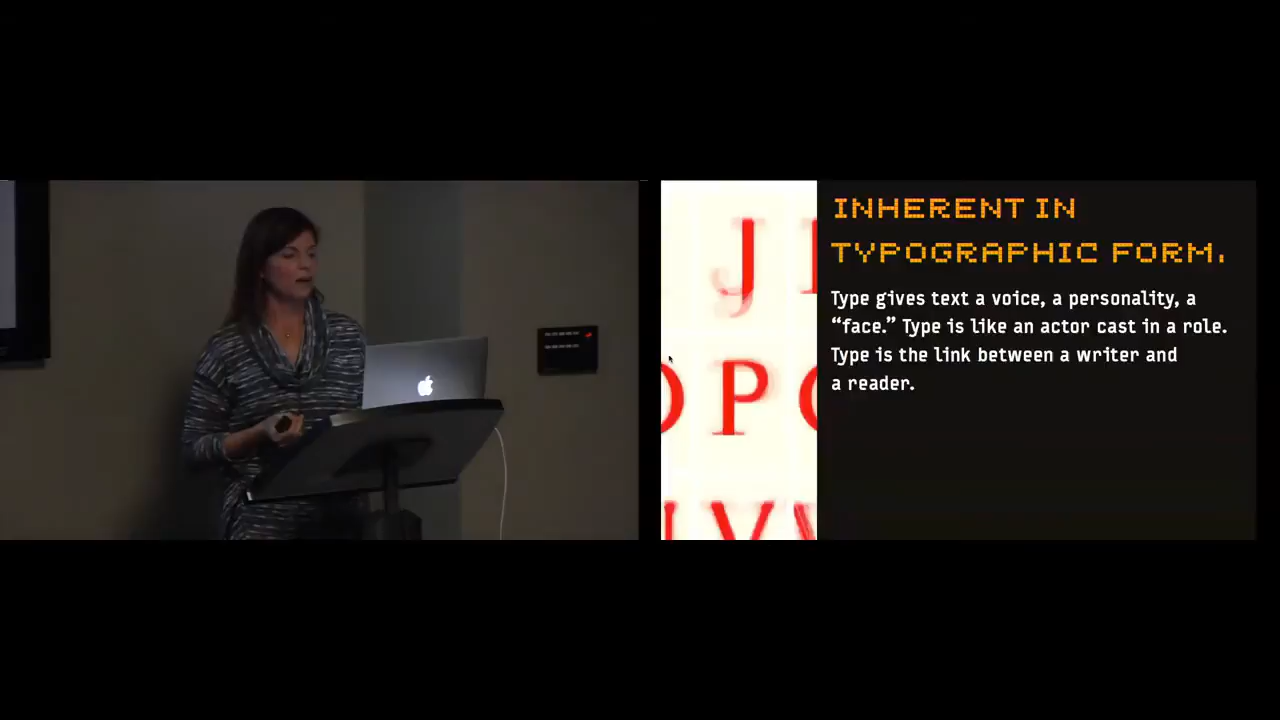 INHERENT IN
TYPOGRAPHIC FORM.
Type gives text a voice, a personality, a
“face.” Type is like an actor cast in a role.
Type is the link between a writer and
a reader.
J
P
V